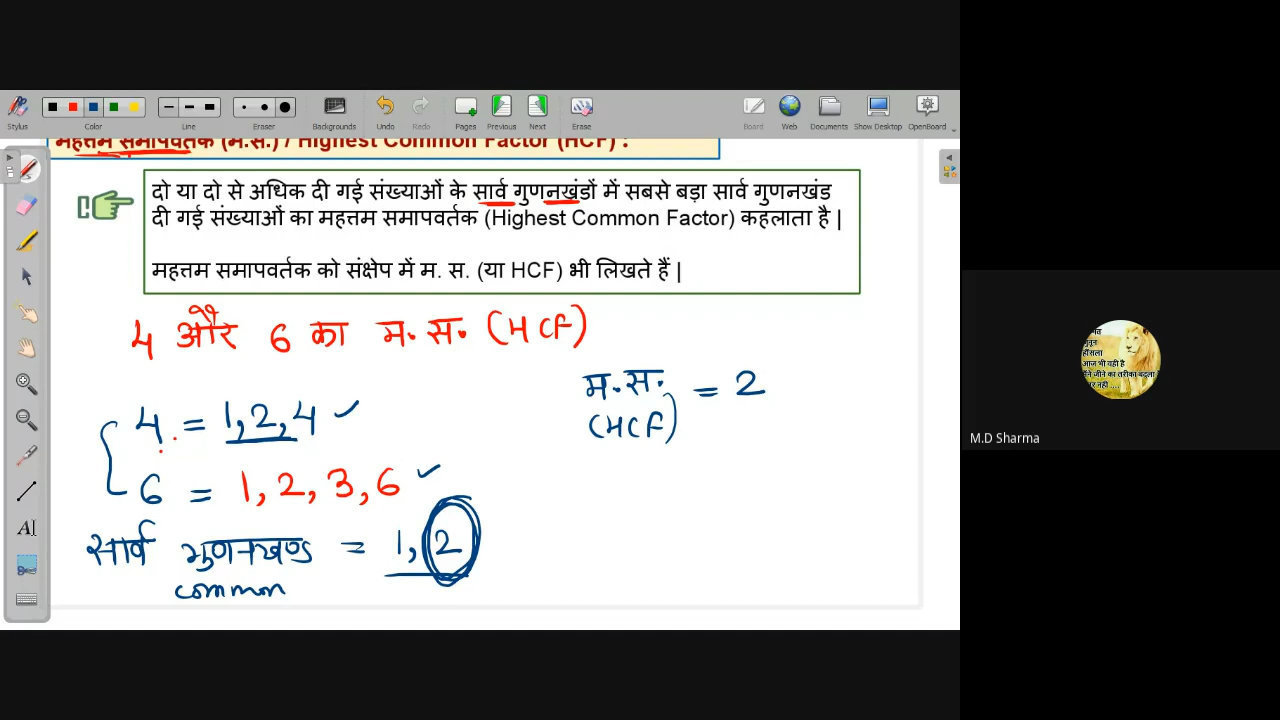 Stylus Color Line Eraser Backgrounds Undo Redo Pages Previous Next Erase Board Web Documents Show Desktop OpenBoard
महत्तम समापवर्तक (म.स.) / Highest Common Factor (HCF) :
दो या दो से अधिक दी गई संख्याओं के सार्व गुणनखंडों में सबसे बड़ा सार्व गुणनखंड
दी गई संख्याओं का महत्तम समापवर्तक (Highest Common Factor) कहलाता है |
महत्तम समापवर्तक को संक्षेप में म. स. (या HCF) भी लिखते हैं |
4 और 6 का म. स. (HCF)
म. स. = 2
(HCF)
4 = 1, 2, 4 ✓
6 = 1, 2, 3, 6 ✓
सार्व गुणनखण्ड = 1, 2
common
हौंसला
आज भी वही है
M.D Sharma